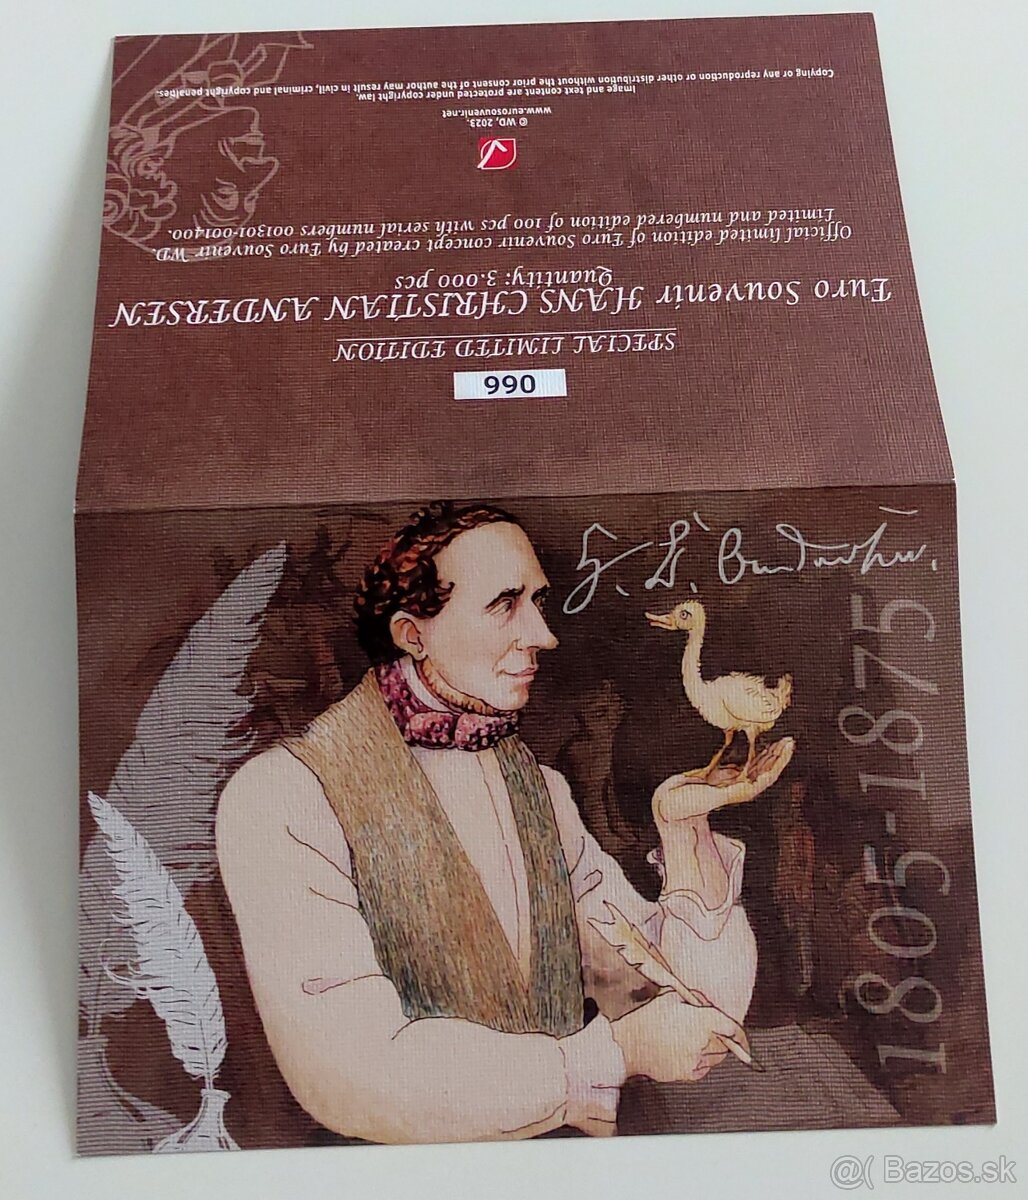 066
SPECIAL LIMITED EDITION
Euro Souvenir HANS CHRISTIAN ANDERSEN
Quantity: 3.000 pcs
Official limited edition of Euro Souvenir concept created by Euro Souvenir-WD.
Limited and numbered edition of 100 pcs with serial numbers 001301-001400.
© WD, 2023.
www.eurosouvenir.net
Image and text content are protected under copyright law.
Copying or any reproduction or other distribution without the prior consent of the author may result in civil, criminal and copyright penalties.
H. C. Andersen.
1805-1875
@( Bazos.sk